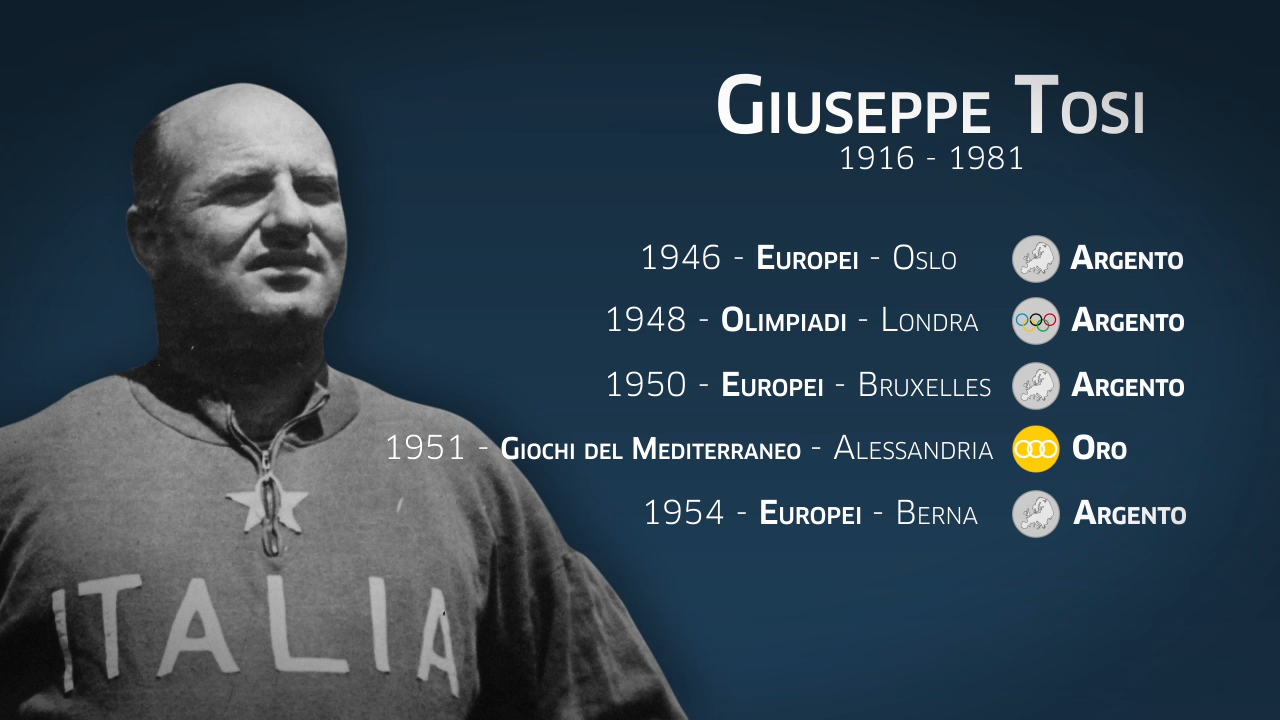 Giuseppe Tosi
1916 - 1981
1946 - Europei - Oslo Argento
1948 - Olimpiadi - Londra Argento
1950 - Europei - Bruxelles Argento
1951 - Giochi del Mediterraneo - Alessandria Oro
1954 - Europei - Berna Argento
ITALIA